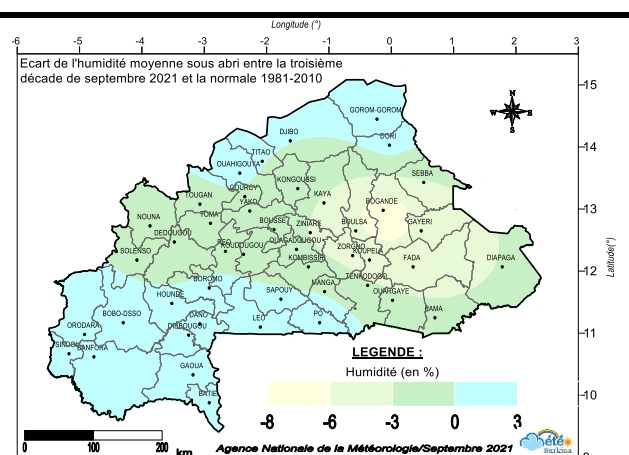 Longitude (°)
-6 -5 -4 -3 -2 -1 0 1 2 3
Ecart de l'humidité moyenne sous abri entre la troisième
décade de septembre 2021 et la normale 1981-2010
15
GOROM-GOROM
N
W E
S
DJIBO
DORI
14
TITAO
OUAHIGOUYA
KONGOUSSI
SEBBA
GOURCY
TOUGAN
KAYA
YAKO
BOGANDE
13
NOUNA
TOMA
BOUSSE
ZINIARE
BOULSA
GAYERI
DEDOUGOU
OUAGADOUGOU
REO
KOUDOUGOU
ZORGHO
KOUPELA
SOLENSO
KOMBISSIRI
FADA
DIAPAGA
Latitude(°)
12
BOROMO
TENKODOGO
MANGA
OUARGAYE
HOUNDE
SAPOUY
BOBO-DSSO
DANO
LEO
PO
PAMA
ORODARA
DIEBOUGOU
11
SINDOU
BANFORA
LEGENDE :
GAOUA
Humidité (en %)
BATIE
10
-8 -6 -3 0 3
0 100 200
km
Agence Nationale de la Météorologie/Septembre 2021
Météo
Burkina
9